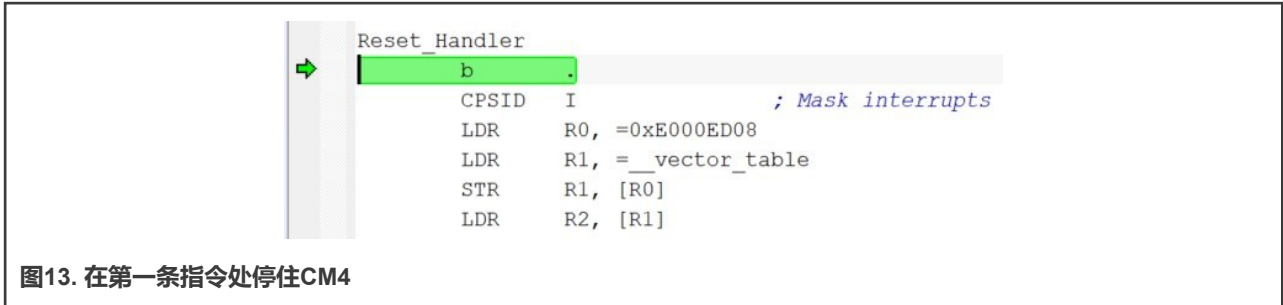 Reset_Handler
b .
CPSID I ; Mask interrupts
LDR R0, =0xE000ED08
LDR R1, =__vector_table
STR R1, [R0]
LDR R2, [R1]
图13. 在第一条指令处停住CM4